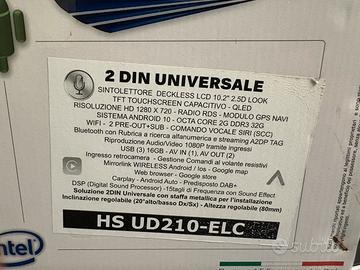 2 DIN UNIVERSALE
SINTOLETTORE DECKLESS LCD 10.2" 2.5D LOOK
TFT TOUCHSCREEN CAPACITIVO - QLED
RISOLUZIONE HD 1280 X 720 - RADIO RDS - MODULO GPS NAVI
SISTEMA ANDROID 10 - OCTA CORE 2G DDR3 32G
WIFI - 2 PRE-OUT+SUB - COMANDO VOCALE SIRI (SCC)
Bluetooth con Rubrica a ricerca alfanumerica e streaming A2DP TAG
Riproduzione Audio/Video 1080P tramite ingressi
USB (3) 16GB - AV IN (1), AV OUT (2)
Ingresso retrocamera - Gestione Comandi al volante resistivi
Mirrorlink WIRELESS Android / Ios - Google Map
Web browser - Google store
Carplay - Android Auto - Predisposto DAB+
DSP (Digital Sound Processor) - 15tagli di Frequenza con Sound Effect
Soluzione 2DIN Universale con staffa metallica per l'installazione
Inclinazione regolabile (20°alto/basso Dx/Sx) - Altezza regolabile (80mm)
HS UD210-ELC
intel
subito